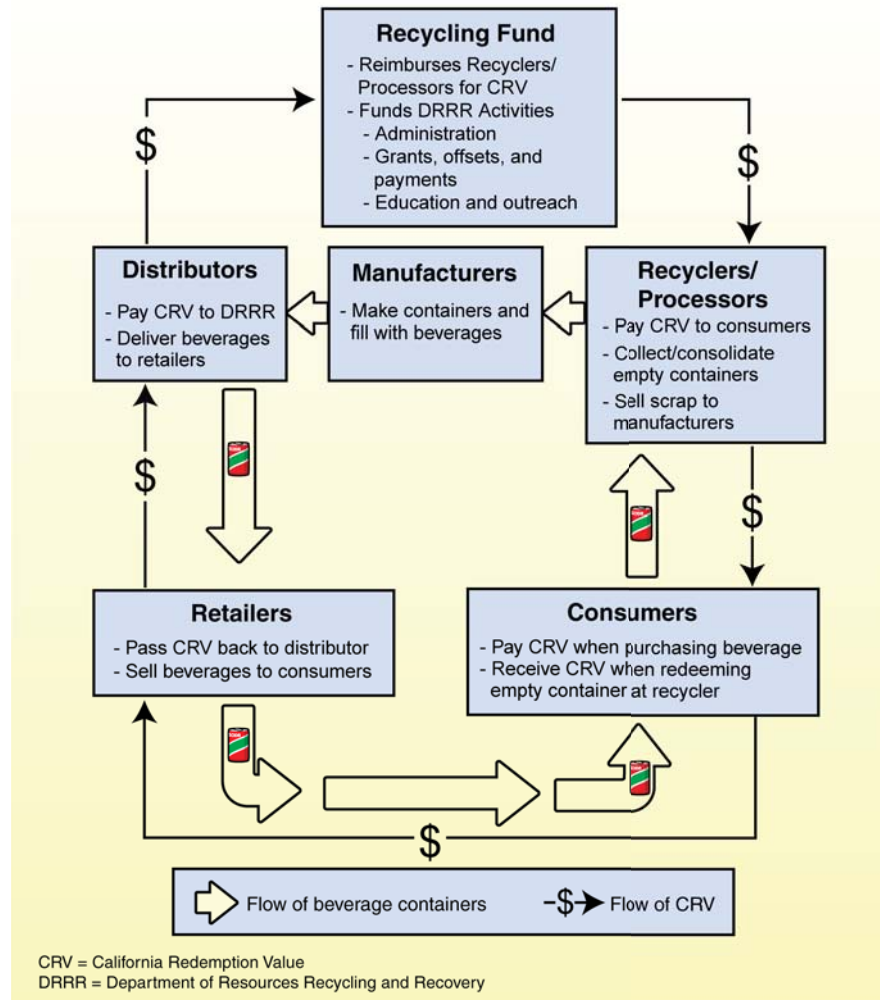 Recycling Fund
- Reimburses Recyclers/
Processors for CRV
- Funds DRRR Activities
- Administration
- Grants, offsets, and
payments
- Education and outreach
$
$
Distributors
- Pay CRV to DRRR
- Deliver beverages
to retailers
Manufacturers
- Make containers and
fill with beverages
Recyclers/
Processors
- Pay CRV to consumers
- Collect/consolidate
empty containers
- Sell scrap to
manufacturers
$
$
Retailers
- Pass CRV back to distributor
- Sell beverages to consumers
Consumers
- Pay CRV when purchasing beverage
- Receive CRV when redeeming
empty container at recycler
$
Flow of beverage containers
-$→ Flow of CRV
CRV = California Redemption Value
DRRR = Department of Resources Recycling and Recovery